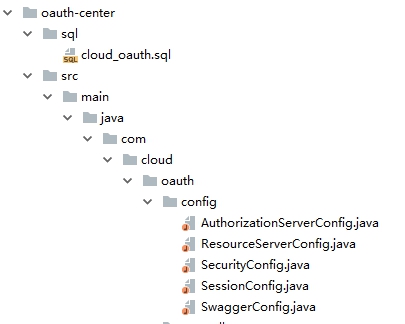 oauth-center
sql
cloud_oauth.sql
src
main
java
com
cloud
oauth
config
AuthorizationServerConfig.java
ResourceServerConfig.java
SecurityConfig.java
SessionConfig.java
SwaggerConfig.java